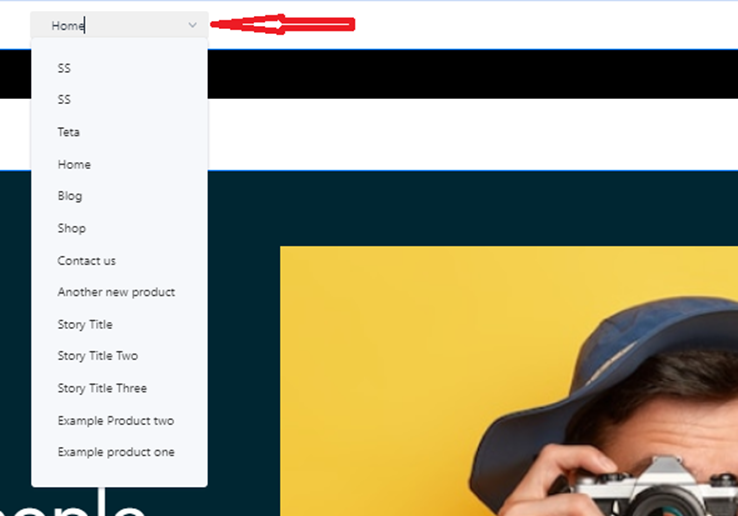 Home
SS
SS
Teta
Home
Blog
Shop
Contact us
Another new product
Story Title
Story Title Two
Story Title Three
Example Product two
Example product one